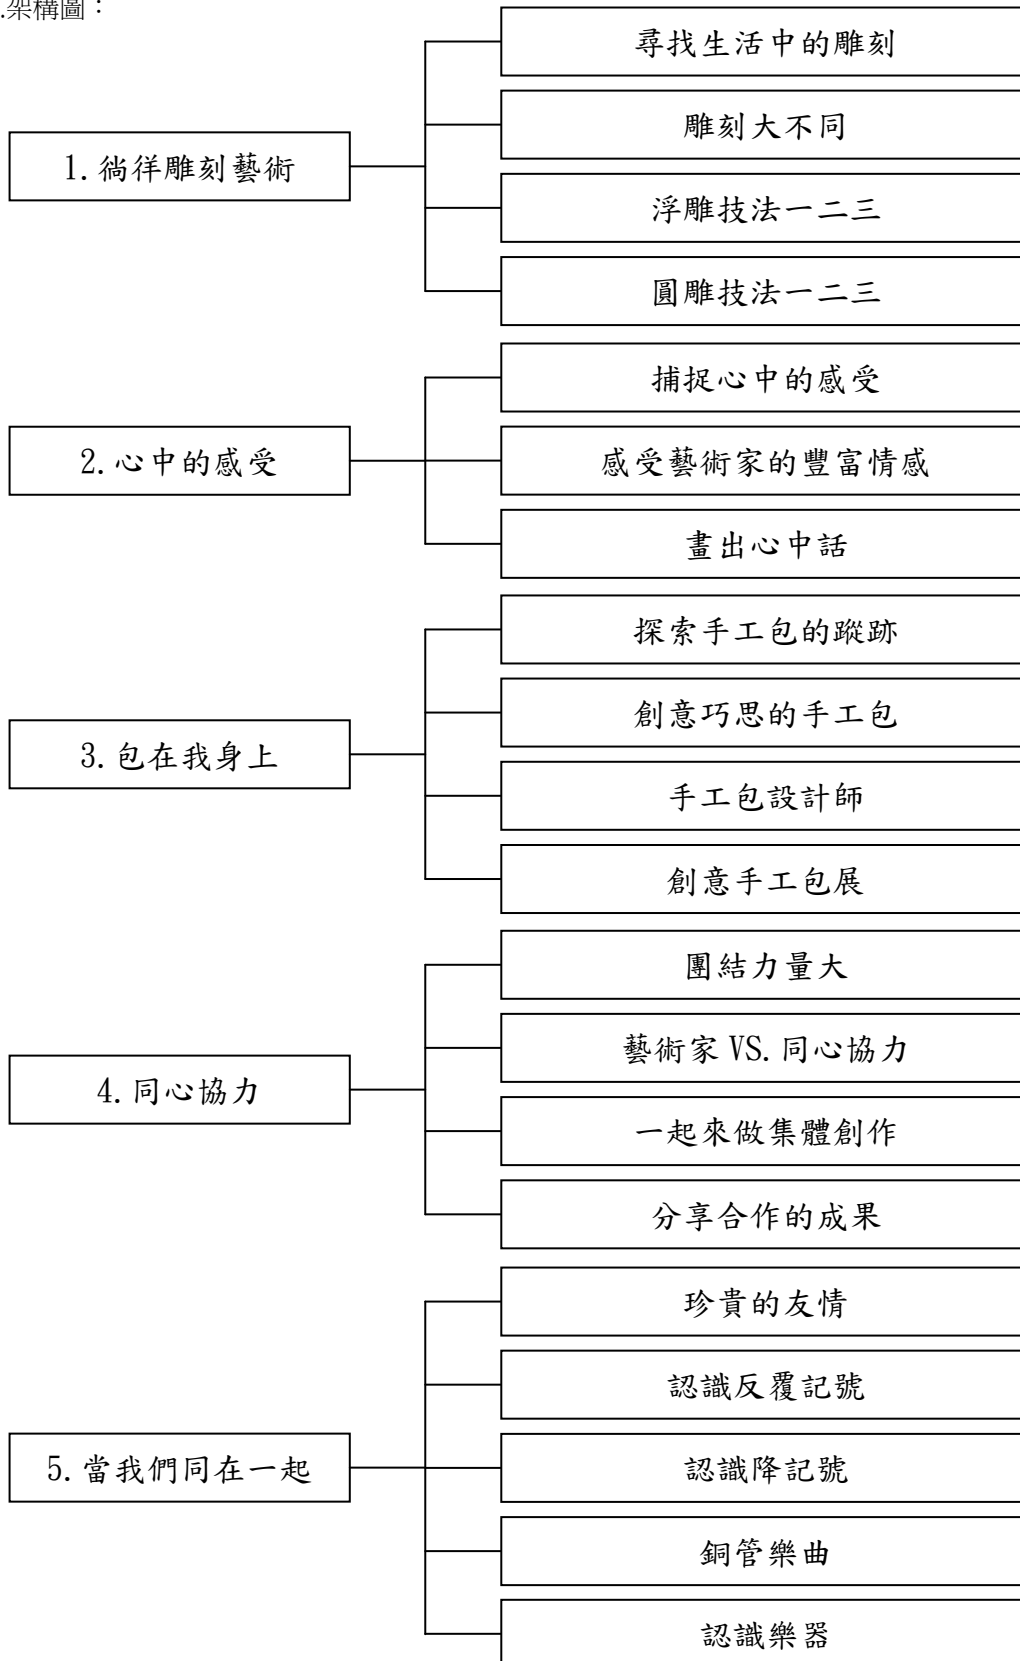 .架構圖：
1.徜徉雕刻藝術
尋找生活中的雕刻
雕刻大不同
浮雕技法一二三
圓雕技法一二三
2.心中的感受
捕捉心中的感受
感受藝術家的豐富情感
畫出心中話
3.包在我身上
探索手工包的蹤跡
創意巧思的手工包
手工包設計師
創意手工包展
4.同心協力
團結力量大
藝術家 VS.同心協力
一起來做集體創作
分享合作的成果
5.當我們同在一起
珍貴的友情
認識反覆記號
認識降記號
銅管樂曲
認識樂器